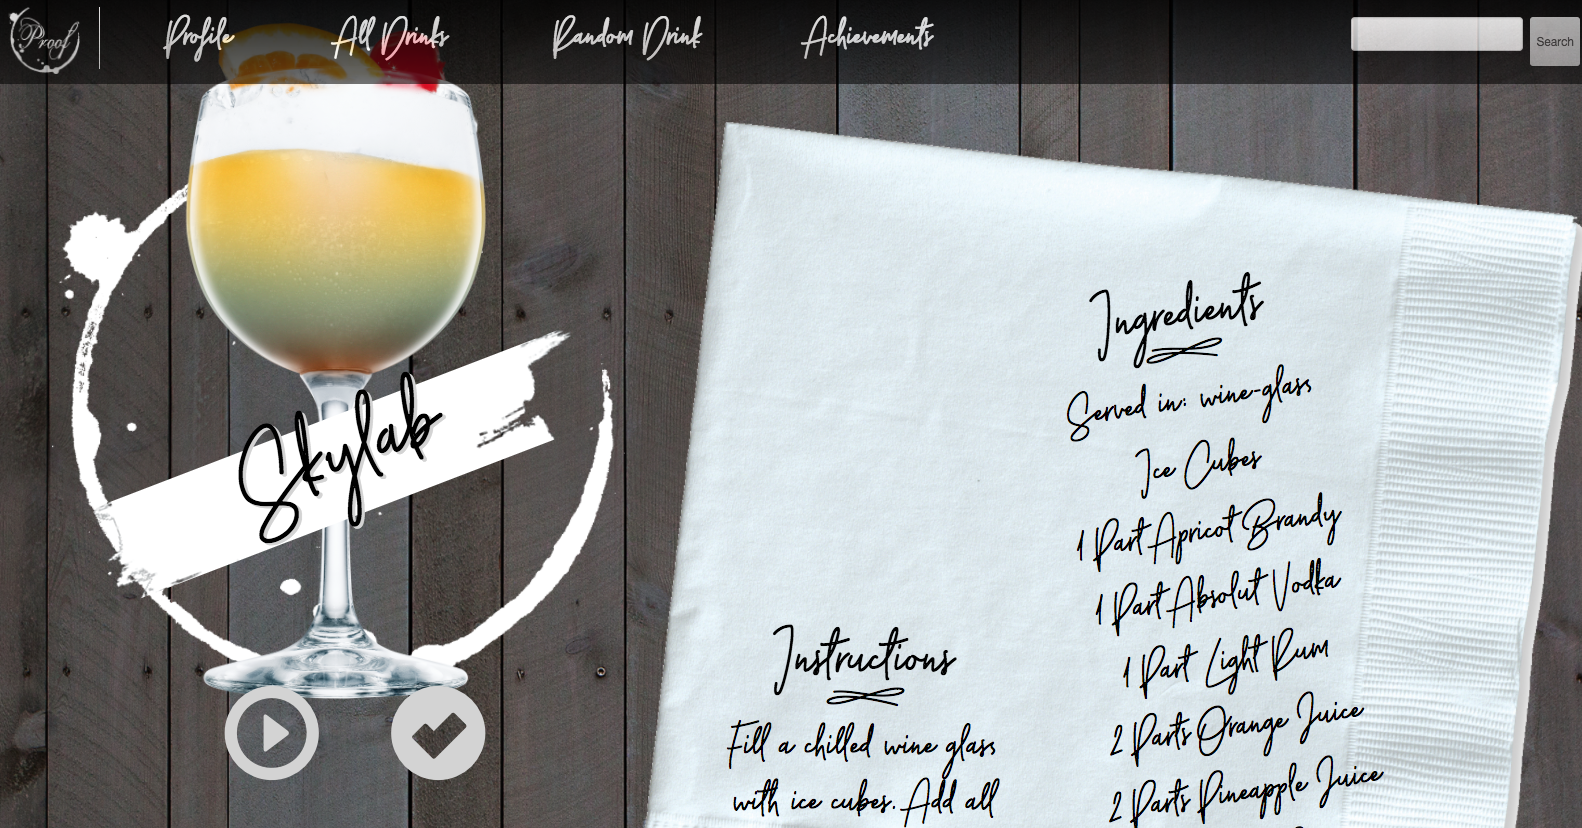 Proof
Profile
All Drinks
Random Drink
Achievements
Search
Skylab
Ingredients
Served in: wine-glass
Ice Cubes
1 Part Apricot Brandy
1 Part Absolut Vodka
1 Part Light Rum
2 Parts Orange Juice
2 Parts Pineapple Juice
Instructions
Fill a chilled wine glass
with ice cubes. Add all